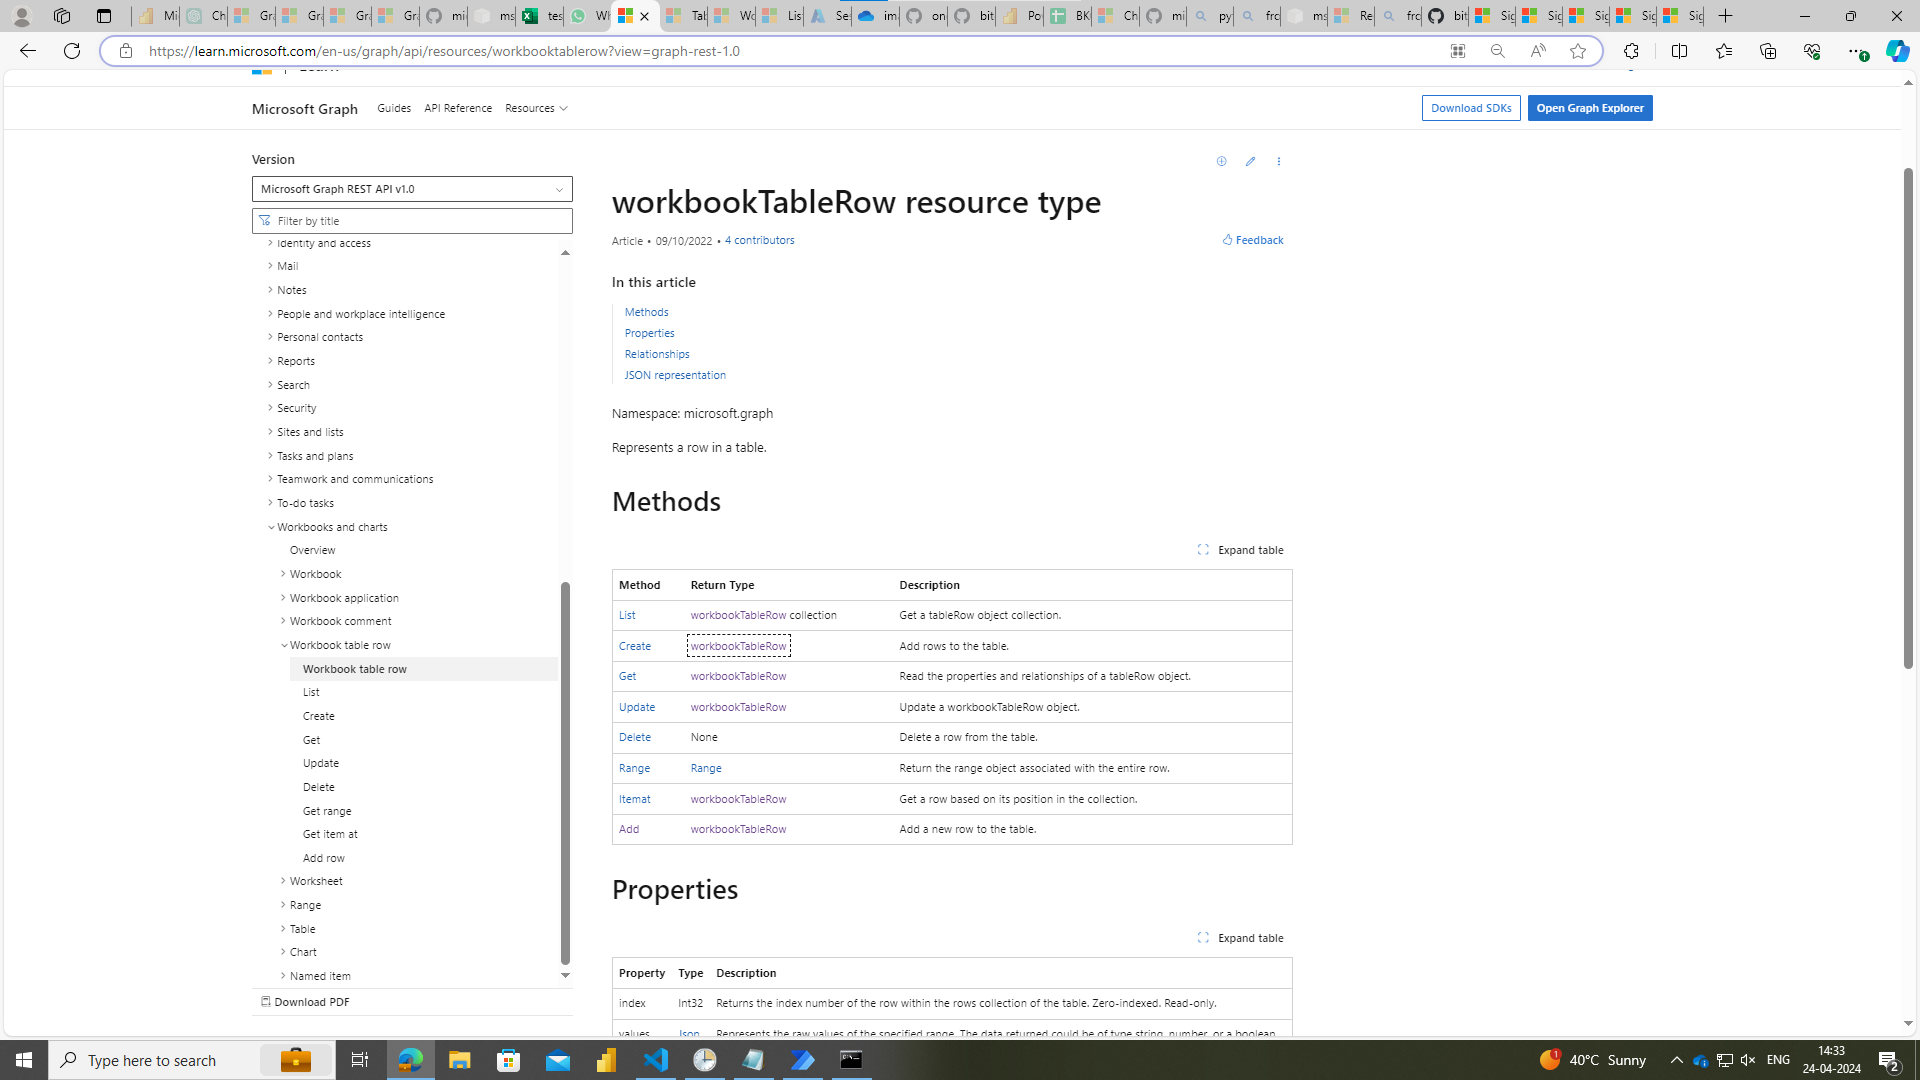 https://learn.microsoft.com/en-us/graph/api/resources/workbooktablerow?view=graph-rest-1.0
Microsoft Graph
Guides
API Reference
Resources
Download SDKs
Open Graph Explorer
Version
Microsoft Graph REST API v1.0
Filter by title
Identity and access
Mail
Notes
People and workplace intelligence
Personal contacts
Reports
Search
Security
Sites and lists
Tasks and plans
Teamwork and communications
To-do tasks
Workbooks and charts
Overview
Workbook
Workbook application
Workbook comment
Workbook table row
Workbook table row
List
Create
Get
Update
Delete
Get range
Get item at
Add row
Worksheet
Range
Table
Chart
Named item
Download PDF
workbookTableRow resource type
Article • 09/10/2022 • 4 contributors
Feedback
In this article
Methods
Properties
Relationships
JSON representation
Namespace: microsoft.graph
Represents a row in a table.
Methods
Expand table
Method Return Type Description
List workbookTableRow collection Get a tableRow object collection.
Create workbookTableRow Add rows to the table.
Get workbookTableRow Read the properties and relationships of a tableRow object.
Update workbookTableRow Update a workbookTableRow object.
Delete None Delete a row from the table.
Range Range Return the range object associated with the entire row.
Itemat workbookTableRow Get a row based on its position in the collection.
Add workbookTableRow Add a new row to the table.
Properties
Expand table
Property Type Description
index Int32 Returns the index number of the row within the rows collection of the table. Zero-indexed. Read-only.
values Json Represents the raw values of the specified range. The data returned could be of type string, number, or a boolean.
Type here to search
40°C Sunny
ENG
14:33
24-04-2024
2